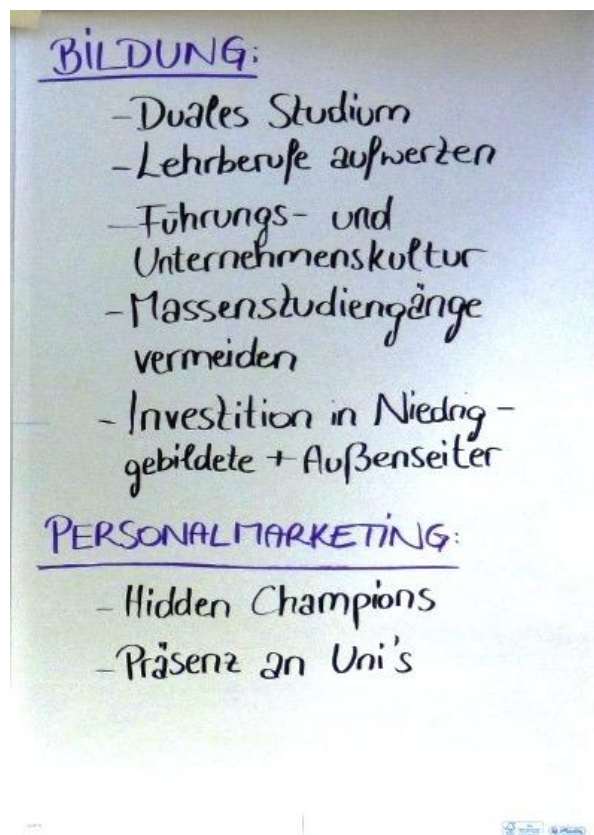 BILDUNG:
- Duales Studium
- Lehrberufe aufwerten
- Führungs- und
Unternehmenskultur
- Massenstudiengänge
vermeiden
- Investition in Niedrig-
gebildete + Außenseiter
PERSONALMARKETING:
- Hidden Champions
- Präsenz an Uni's